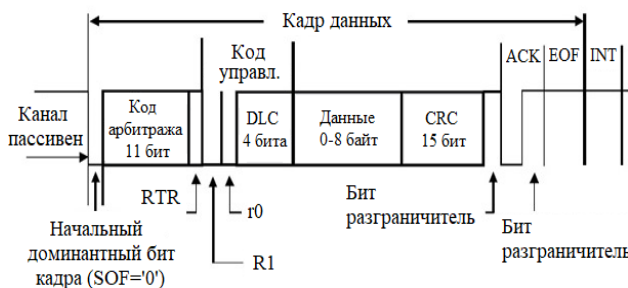 Кадр данных
Код
управл.
ACK
EOF
INT
Канал
пассивен
Код
арбитража
11 бит
DLC
4 бита
Данные
0-8 байт
CRC
15 бит
RTR
r0
R1
Бит
разграничитель
Бит
разграничитель
Начальный
доминантный бит
кадра (SOF='0')